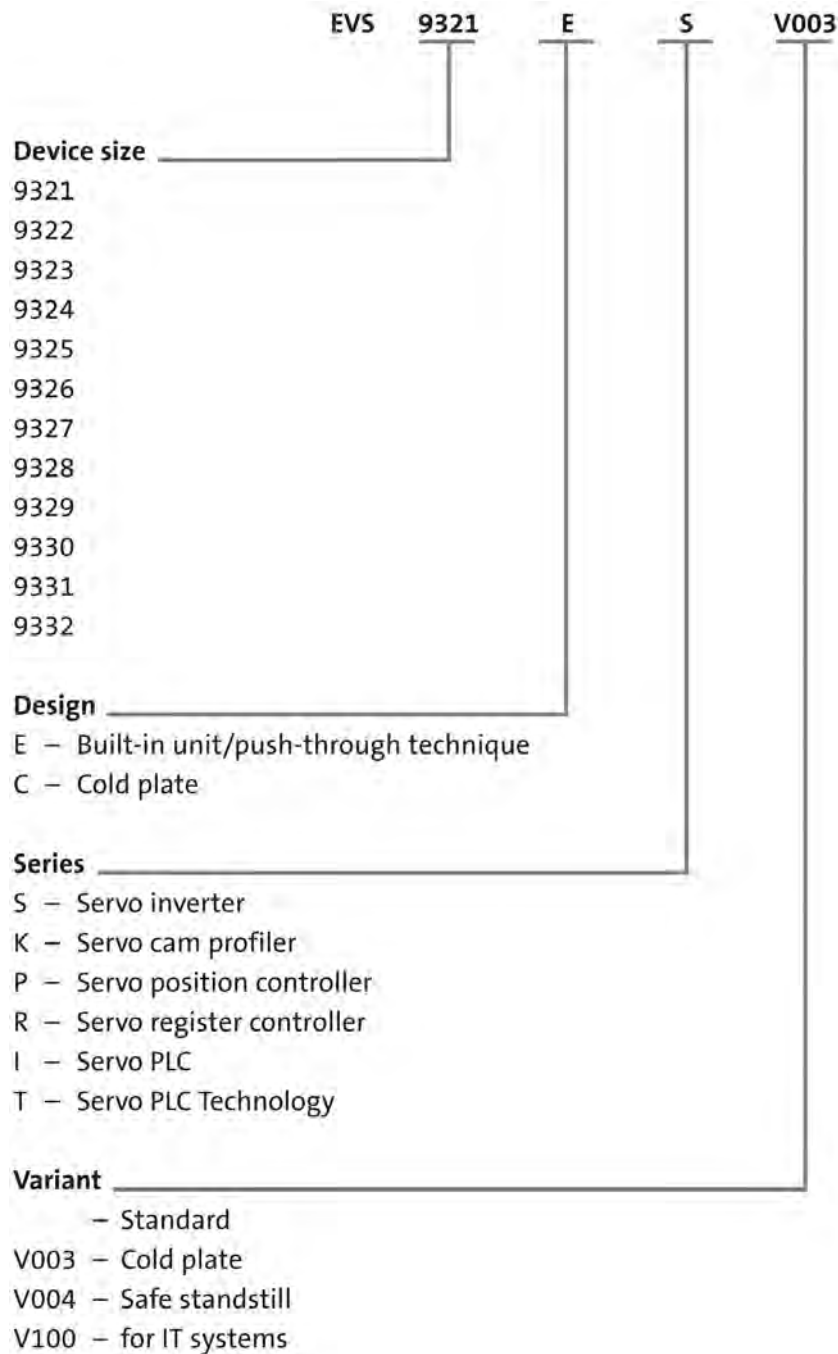 EVS 9321 E S V003
Device size
9321
9322
9323
9324
9325
9326
9327
9328
9329
9330
9331
9332
Design
E – Built-in unit/push-through technique
C – Cold plate
Series
S – Servo inverter
K – Servo cam profiler
P – Servo position controller
R – Servo register controller
I – Servo PLC
T – Servo PLC Technology
Variant
– Standard
V003 – Cold plate
V004 – Safe standstill
V100 – for IT systems